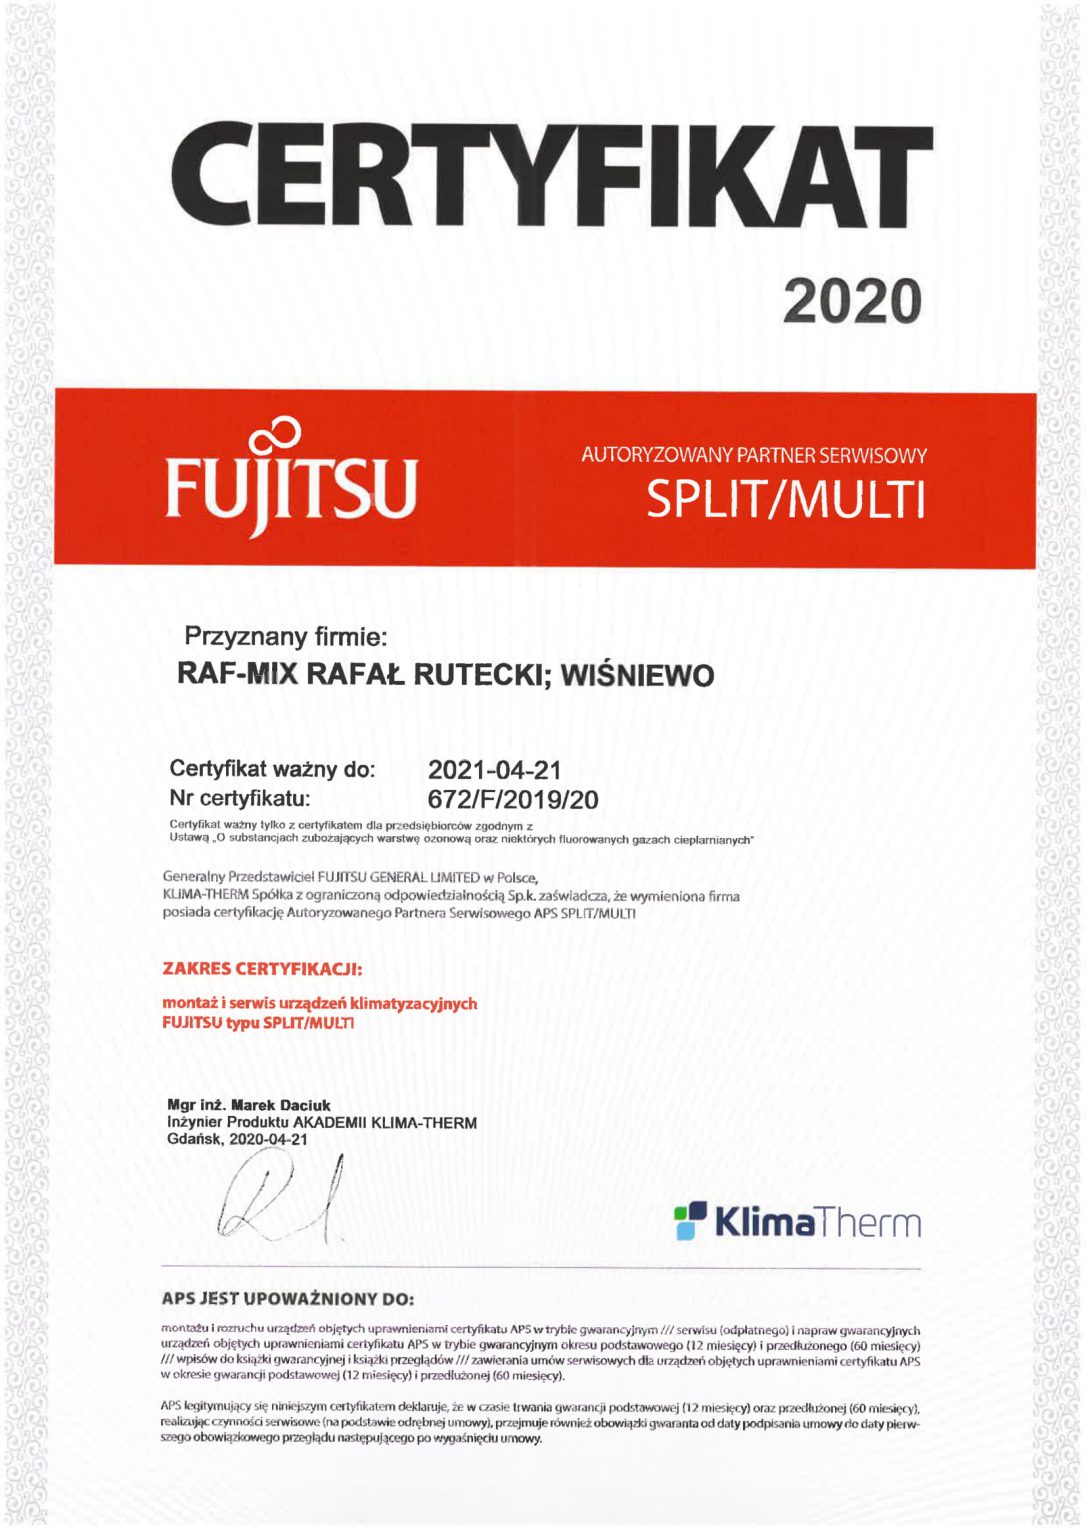 CERTYFIKAT
2020
FUJITSU
AUTORYZOWANY PARTNER SERWISOWY
SPLIT/MULTI
Przyznany firmie:
RAF-MIX RAFAŁ RUTECKI; WIŚNIEWO
Certyfikat ważny do: 2021-04-21
Nr certyfikatu: 672/F/2019/20
Certyfikat ważny tylko z certyfikatem dla przedsiębiorców zgodnym z
Ustawą „O substancjach zubożających warstwę ozonową oraz niektórych fluorowanych gazach cieplarnianych"
Generalny Przedstawiciel FUJITSU GENERAL LIMITED w Polsce,
KLIMA-THERM Spółka z ograniczoną odpowiedzialnością Sp.k. zaświadcza, że wymieniona firma
posiada certyfikację Autoryzowanego Partnera Serwisowego APS SPLIT/MULTI
ZAKRES CERTYFIKACJI:
montaż i serwis urządzeń klimatyzacyjnych
FUJITSU typu SPLIT/MULTI
Mgr inż. Marek Daciuk
Inżynier Produktu AKADEMII KLIMA-THERM
Gdańsk, 2020-04-21
KlimaTherm
APS JEST UPOWAŻNIONY DO:
montażu i rozruchu urządzeń objętych uprawnieniami certyfikatu APS w trybie gwarancyjnym /// serwisu (odpłatnego) i napraw gwarancyjnych
urządzeń objętych uprawnieniami certyfikatu APS w trybie gwarancyjnym okresu podstawowego (12 miesięcy) i przedłużonego (60 miesięcy)
/// wpisów do książki gwarancyjnej i książki przeglądów /// zawierania umów serwisowych dla urządzeń objętych uprawnieniami certyfikatu APS
w okresie gwarancji podstawowej (12 miesięcy) i przedłużonej (60 miesięcy).
APS legitymujący się niniejszym certyfikatem deklaruje, że w czasie trwania gwarancji podstawowej (12 miesięcy) oraz przedłużonej (60 miesięcy),
realizując czynności serwisowe (na podstawie odrębnej umowy), przejmuje również obowiązki gwaranta od daty podpisania umowy do daty pierw-
szego obowiązkowego przeglądu następującego po wygaśnięciu umowy.